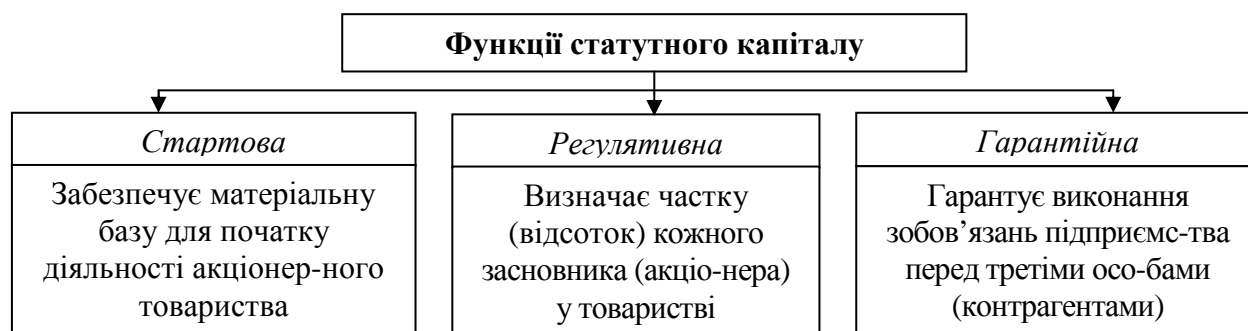 Функції статутного капіталу
Стартова
Забезпечує матеріальну
базу для початку
діяльності акціонер-ного
товариства
Регулятивна
Визначає частку
(відсоток) кожного
засновника (акціо-нера)
у товаристві
Гарантійна
Гарантує виконання
зобов’язань підприємс-тва
перед третіми осо-бами
(контрагентами)